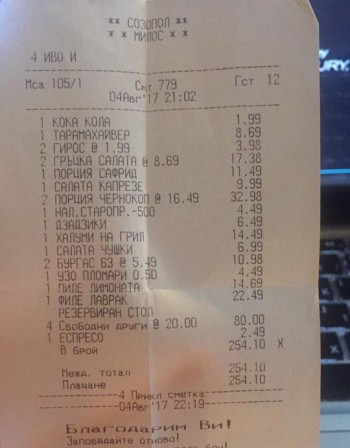 ** СОЗОПОЛ **
** МИЛОС **
4 ИВО И
Мса 105/1 Смт 779 Гст 12
04Авг'17 21:02
1 КОКА КОЛА 1.99
1 ТАРАМАХАЙВЕР 8.69
2 ГИРОС @ 1.99 3.98
2 ГРЪЦКА САЛАТА @ 8.69 17.38
1 ПОРЦИЯ САФРИД 11.49
1 САЛАТА КАПРЕЗЕ 9.99
2 ПОРЦИЯ ЧЕРНОКОП @ 16.49 32.98
1 НАЛ.СТАРОПР.-500 4.49
1 ДЗАДЗИКИ 6.49
1 ХАЛУМИ НА ГРИЛ 14.49
1 САЛАТА ЧУШКИ 6.99
2 БУРГАС 63 @ 5.49 10.98
1 УЗО ПЛОМАРИ 0.50 4.49
1 ПИЛЕ ЛИМОНАТА 14.69
1 ФИЛЕ ЛАВРАК 22.49
РЕЗЕРВИРАН СТОЛ
4 Свободни други @ 20.00 80.00
1 ЕСПРЕСО 2.49
В Брой 254.10 X
Межд. тотал 254.10
Плащане 254.10
4 Прикл сметка
04Авг'17 22:19
Благодарим Ви!
Заповядайте отново!